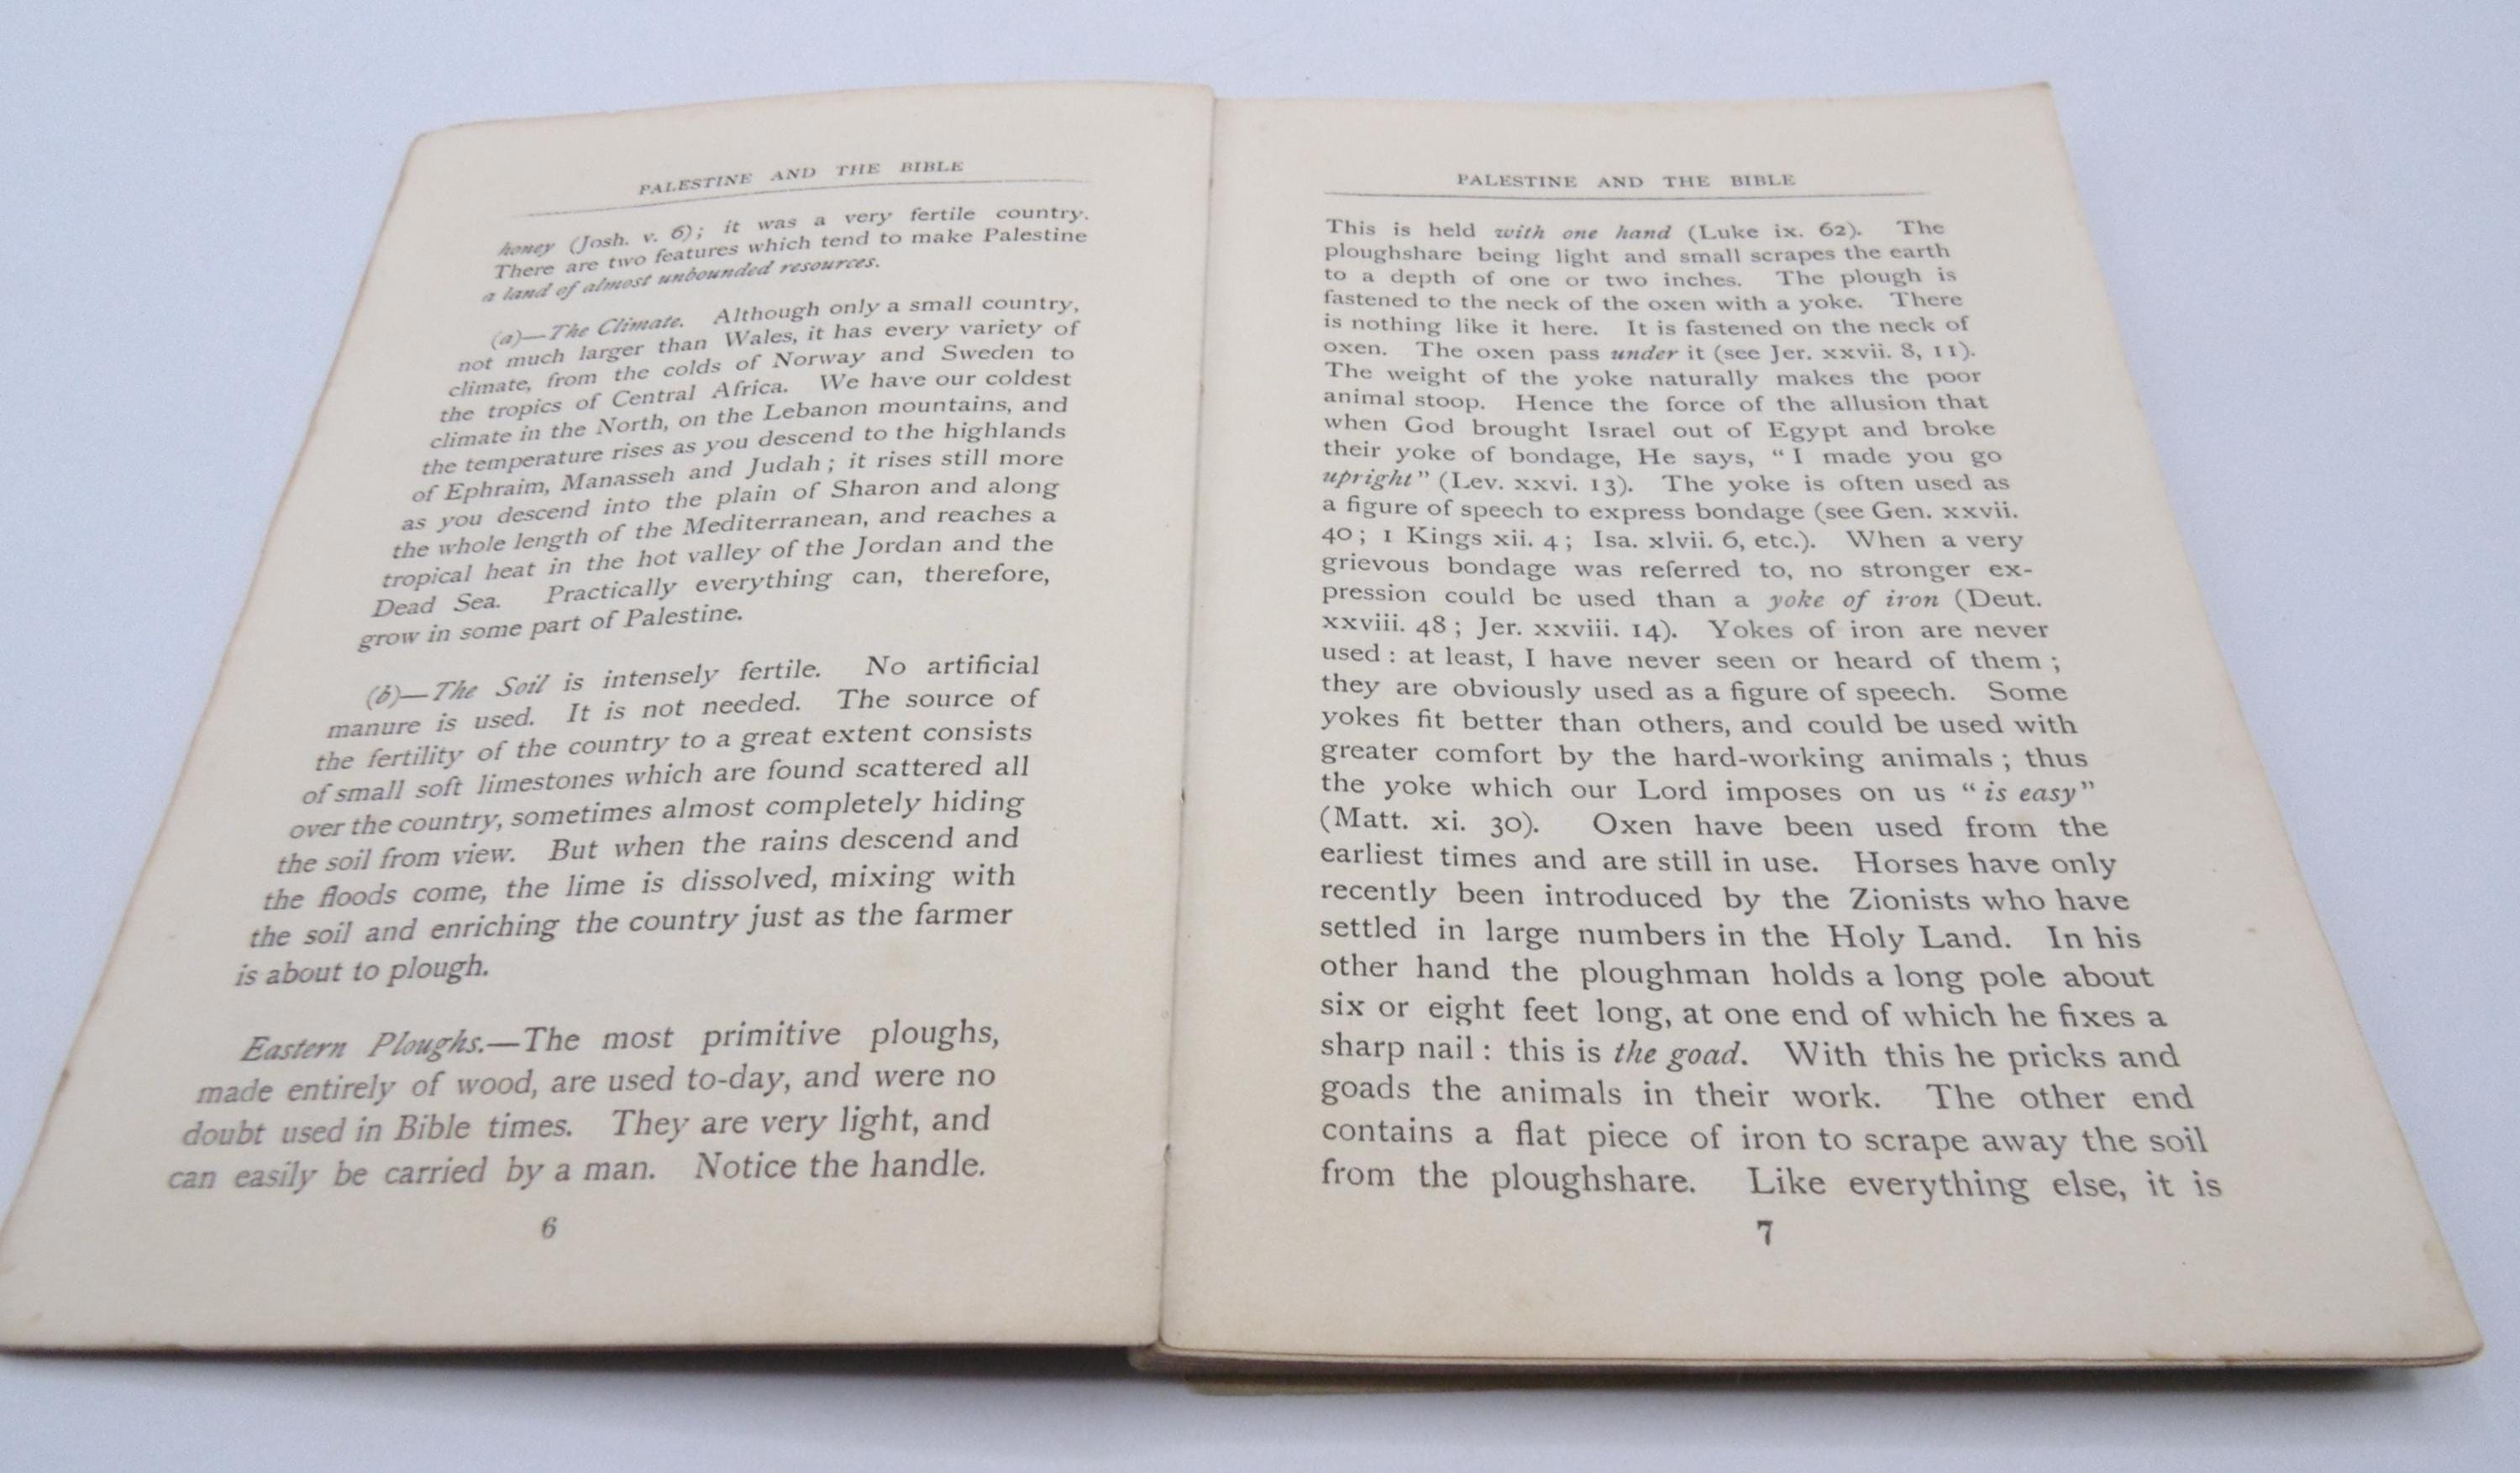 PALESTINE AND THE BIBLE
honey (Josh. v. 6); it was a very fertile country.
There are two features which tend to make Palestine
a land of almost unbounded resources.
(a)—The Climate. Although only a small country,
not much larger than Wales, it has every variety of
climate, from the colds of Norway and Sweden to
the tropics of Central Africa. We have our coldest
climate in the North, on the Lebanon mountains, and
the temperature rises as you descend to the highlands
of Ephraim, Manasseh and Judah; it rises still more
as you descend into the plain of Sharon and along
the whole length of the Mediterranean, and reaches a
tropical heat in the hot valley of the Jordan and the
Dead Sea. Practically everything can, therefore,
grow in some part of Palestine.
(b)—The Soil is intensely fertile. No artificial
manure is used. It is not needed. The source of
the fertility of the country to a great extent consists
of small soft limestones which are found scattered all
over the country, sometimes almost completely hiding
the soil from view. But when the rains descend and
the floods come, the lime is dissolved, mixing with
the soil and enriching the country just as the farmer
is about to plough.
Eastern Ploughs.—The most primitive ploughs,
made entirely of wood, are used to-day, and were no
doubt used in Bible times. They are very light, and
can easily be carried by a man. Notice the handle.
6
PALESTINE AND THE BIBLE
This is held with one hand (Luke ix. 62). The
ploughshare being light and small scrapes the earth
to a depth of one or two inches. The plough is
fastened to the neck of the oxen with a yoke. There
is nothing like it here. It is fastened on the neck of
oxen. The oxen pass under it (see Jer. xxvii. 8, 11).
The weight of the yoke naturally makes the poor
animal stoop. Hence the force of the allusion that
when God brought Israel out of Egypt and broke
their yoke of bondage, He says, "I made you go
upright" (Lev. xxvi. 13). The yoke is often used as
a figure of speech to express bondage (see Gen. xxvii.
40; 1 Kings xii. 4; Isa. xlvii. 6, etc.). When a very
grievous bondage was referred to, no stronger ex-
pression could be used than a yoke of iron (Deut.
xxviii. 48; Jer. xxviii. 14). Yokes of iron are never
used: at least, I have never seen or heard of them;
they are obviously used as a figure of speech. Some
yokes fit better than others, and could be used with
greater comfort by the hard-working animals; thus
the yoke which our Lord imposes on us "is easy"
(Matt. xi. 30). Oxen have been used from the
earliest times and are still in use. Horses have only
recently been introduced by the Zionists who have
settled in large numbers in the Holy Land. In his
other hand the ploughman holds a long pole about
six or eight feet long, at one end of which he fixes a
sharp nail: this is the goad. With this he pricks and
goads the animals in their work. The other end
contains a flat piece of iron to scrape away the soil
from the ploughshare. Like everything else, it is
7